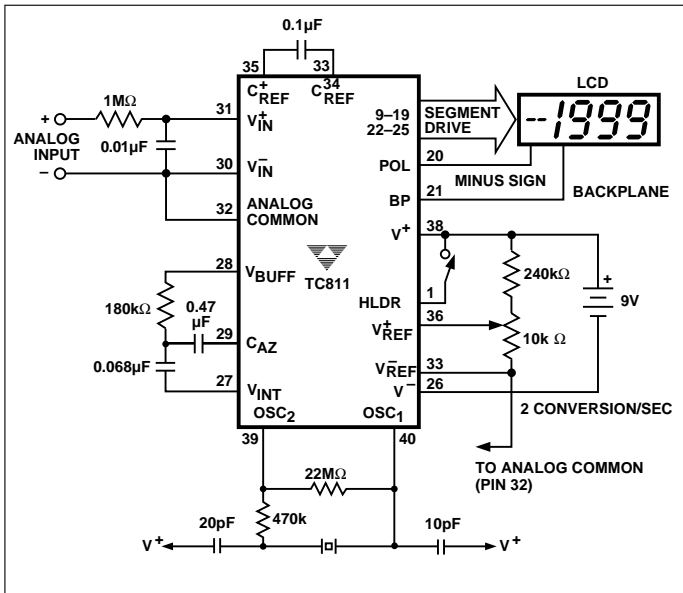 0.1µF
35
33
34
C+REF
C–REF
1MΩ
31
V+IN
+
ANALOG
INPUT
–
0.01µF
30
V–IN
32
ANALOG
COMMON
28
VBUFF
180kΩ
0.47
µF
29
CAZ
0.068µF
27
VINT
OSC2
OSC1
39
40
TC811
9–19
22–25
SEGMENT
DRIVE
LCD
--1999
POL
20
MINUS SIGN
BP
21
BACKPLANE
V+
38
240kΩ
+
9V
HLDR
1
V+REF
36
10k Ω
V–REF
33
V–
26
2 CONVERSION/SEC
TO ANALOG COMMON
(PIN 32)
22MΩ
470k
20pF
10pF
V+
V+